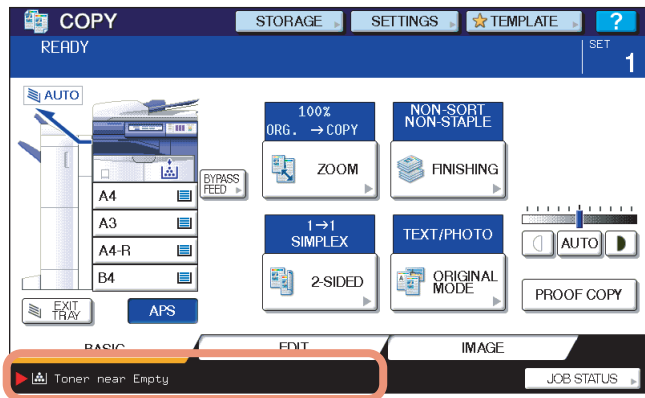 COPY
STORAGE
SETTINGS
TEMPLATE
?
READY
SET
1
AUTO
100%
ORG. →COPY
ZOOM
NON-SORT
NON-STAPLE
FINISHING
BYPASS
FEED
A4
A3
A4-R
B4
1→1
SIMPLEX
2-SIDED
TEXT/PHOTO
ORIGINAL
MODE
AUTO
PROOF COPY
EXIT
TRAY
APS
BASIC
EDIT
IMAGE
Toner near Empty
JOB STATUS